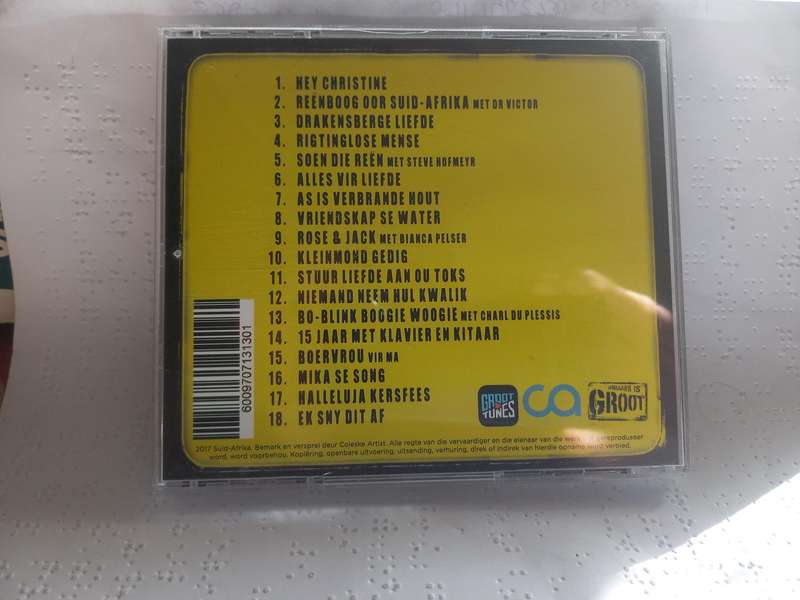 1. HEY CHRISTINE
2. REËNBOOG OOR SUID-AFRIKA MET DR VICTOR
3. DRAKENSBERGE LIEFDE
4. RIGTINGLOSE MENSE
5. SOEN DIE REËN MET STEVE HOFMEYR
6. ALLES VIR LIEFDE
7. AS IS VERBRANDE HOUT
8. VRIENDSKAP SE WATER
9. ROSE & JACK MET BIANCA PELSER
10. KLEINMOND GEDIG
11. STUUR LIEFDE AAN OU TOKS
12. NIEMAND NEEM HUL KWALIK
13. BO-BLINK BOOGIE WOOGIE MET CHARL DU PLESSIS
14. 15 JAAR MET KLAVIER EN KITAAR
15. BOERVROU VIR MA
16. MIKA SE SONG
17. HALLELUJA KERSFEES
18. EK SNY DIT AF
6009707131301
GROOT
TUNES
ca
#MUSIEK IS
GROOT
2017 Suid-Afrika. Bemark en versprei deur Coleske Artist. Alle regte van die vervaardiger en die eienaar van die werk gereproduseer
word, word voorbehou. Kopiëring, openbare uitvoering, uitsending, verhuring, direk of indirek van hierdie opname word verbied.